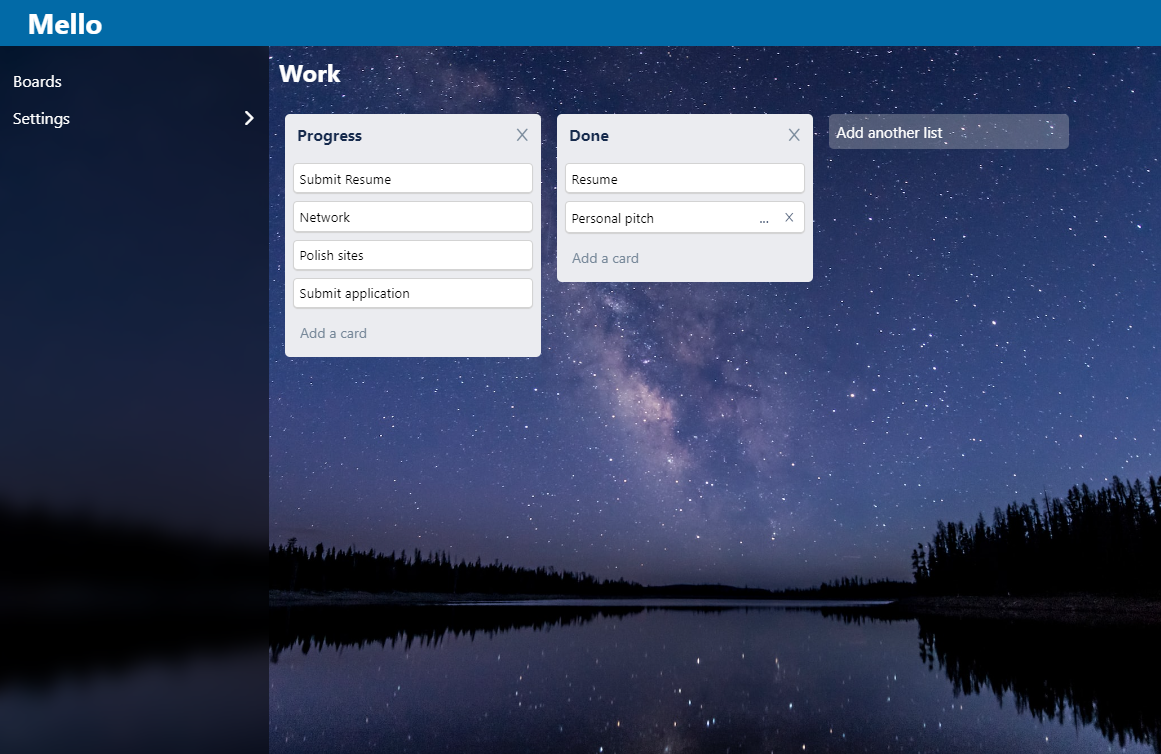 Mello
Boards
Settings
Work
Progress
Submit Resume
Network
Polish sites
Submit application
Add a card
Done
Resume
Personal pitch ...
Add a card
Add another list